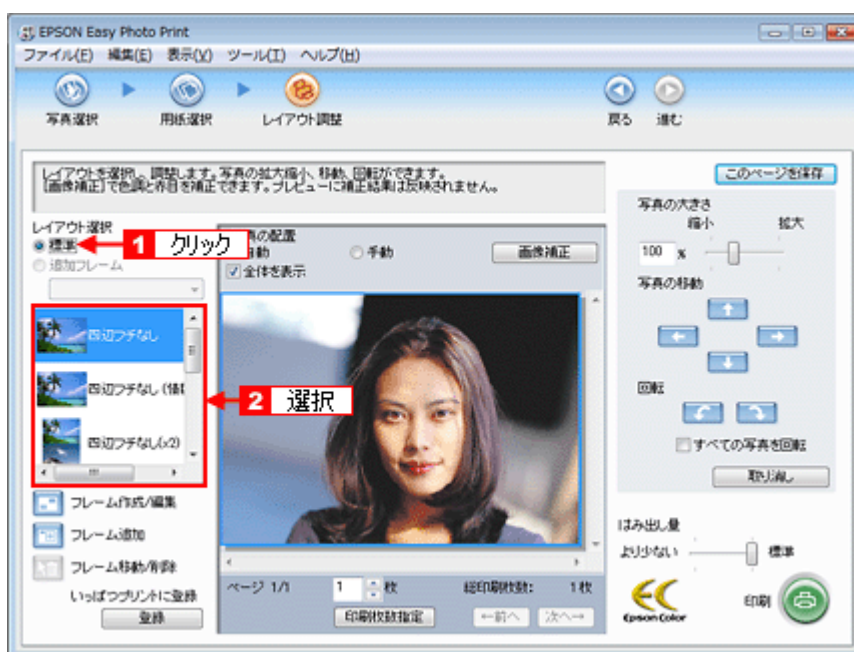 EPSON Easy Photo Print
ファイル(F) 編集(E) 表示(V) ツール(T) ヘルプ(H)
写真選択 用紙選択 レイアウト調整 戻る 進む
レイアウトを選択し、調整します。写真の拡大縮小、移動、回転ができます。
[画像補正]で色調と赤目を補正できます。プレビューに補正結果は反映されません。
このページを保存
レイアウト選択
標準
1 クリック
追加フレーム
の配置
動 手動
画像補正
全体を表示
四辺フチなし
四辺フチなし
四辺フチなし(x2)
2 選択
フレーム作成/編集
フレーム追加
フレーム移動/削除
いっぱつプリントに登録
登録
ページ 1/1 1 枚 総印刷枚数: 1 枚
印刷枚数指定 ←前へ 次へ→
写真の大きさ
縮小 拡大
100 %
写真の移動
回転
すべての写真を回転
取り消し
はみ出し量
より少ない 標準
Epson Color
印刷